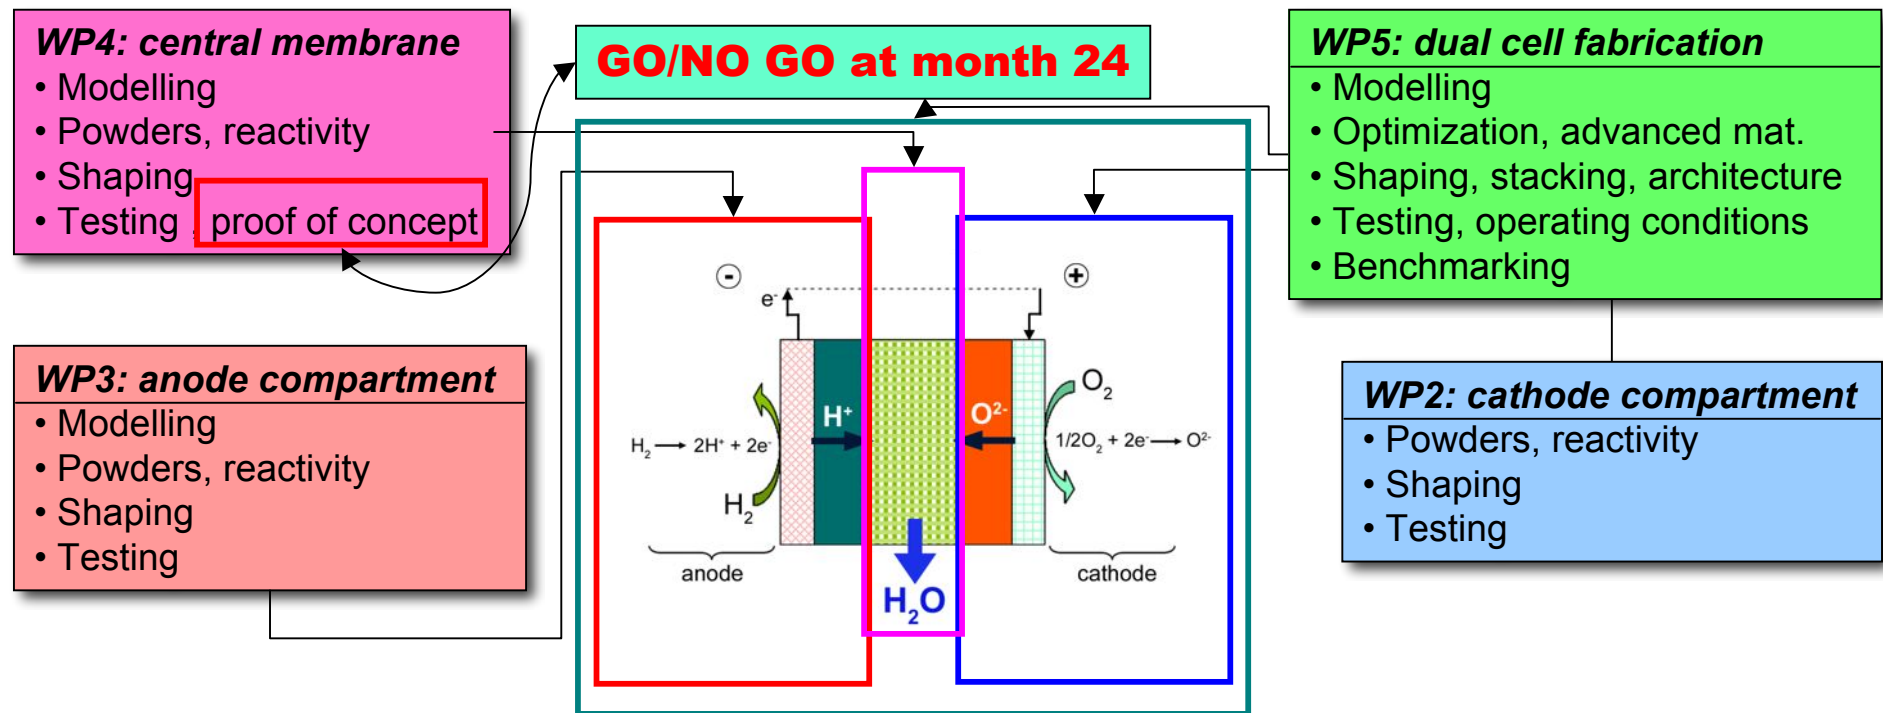 WP4: central membrane
• Modelling
• Powders, reactivity
• Shaping
• Testing , proof of concept
GO/NO GO at month 24
WP5: dual cell fabrication
• Modelling
• Optimization, advanced mat.
• Shaping, stacking, architecture
• Testing, operating conditions
• Benchmarking
WP3: anode compartment
• Modelling
• Powders, reactivity
• Shaping
• Testing
-
+
e-
H+
O2-
O2
H2 → 2H+ + 2e-
1/2O2 + 2e- → O2-
H2
anode
cathode
H2O
WP2: cathode compartment
• Powders, reactivity
• Shaping
• Testing